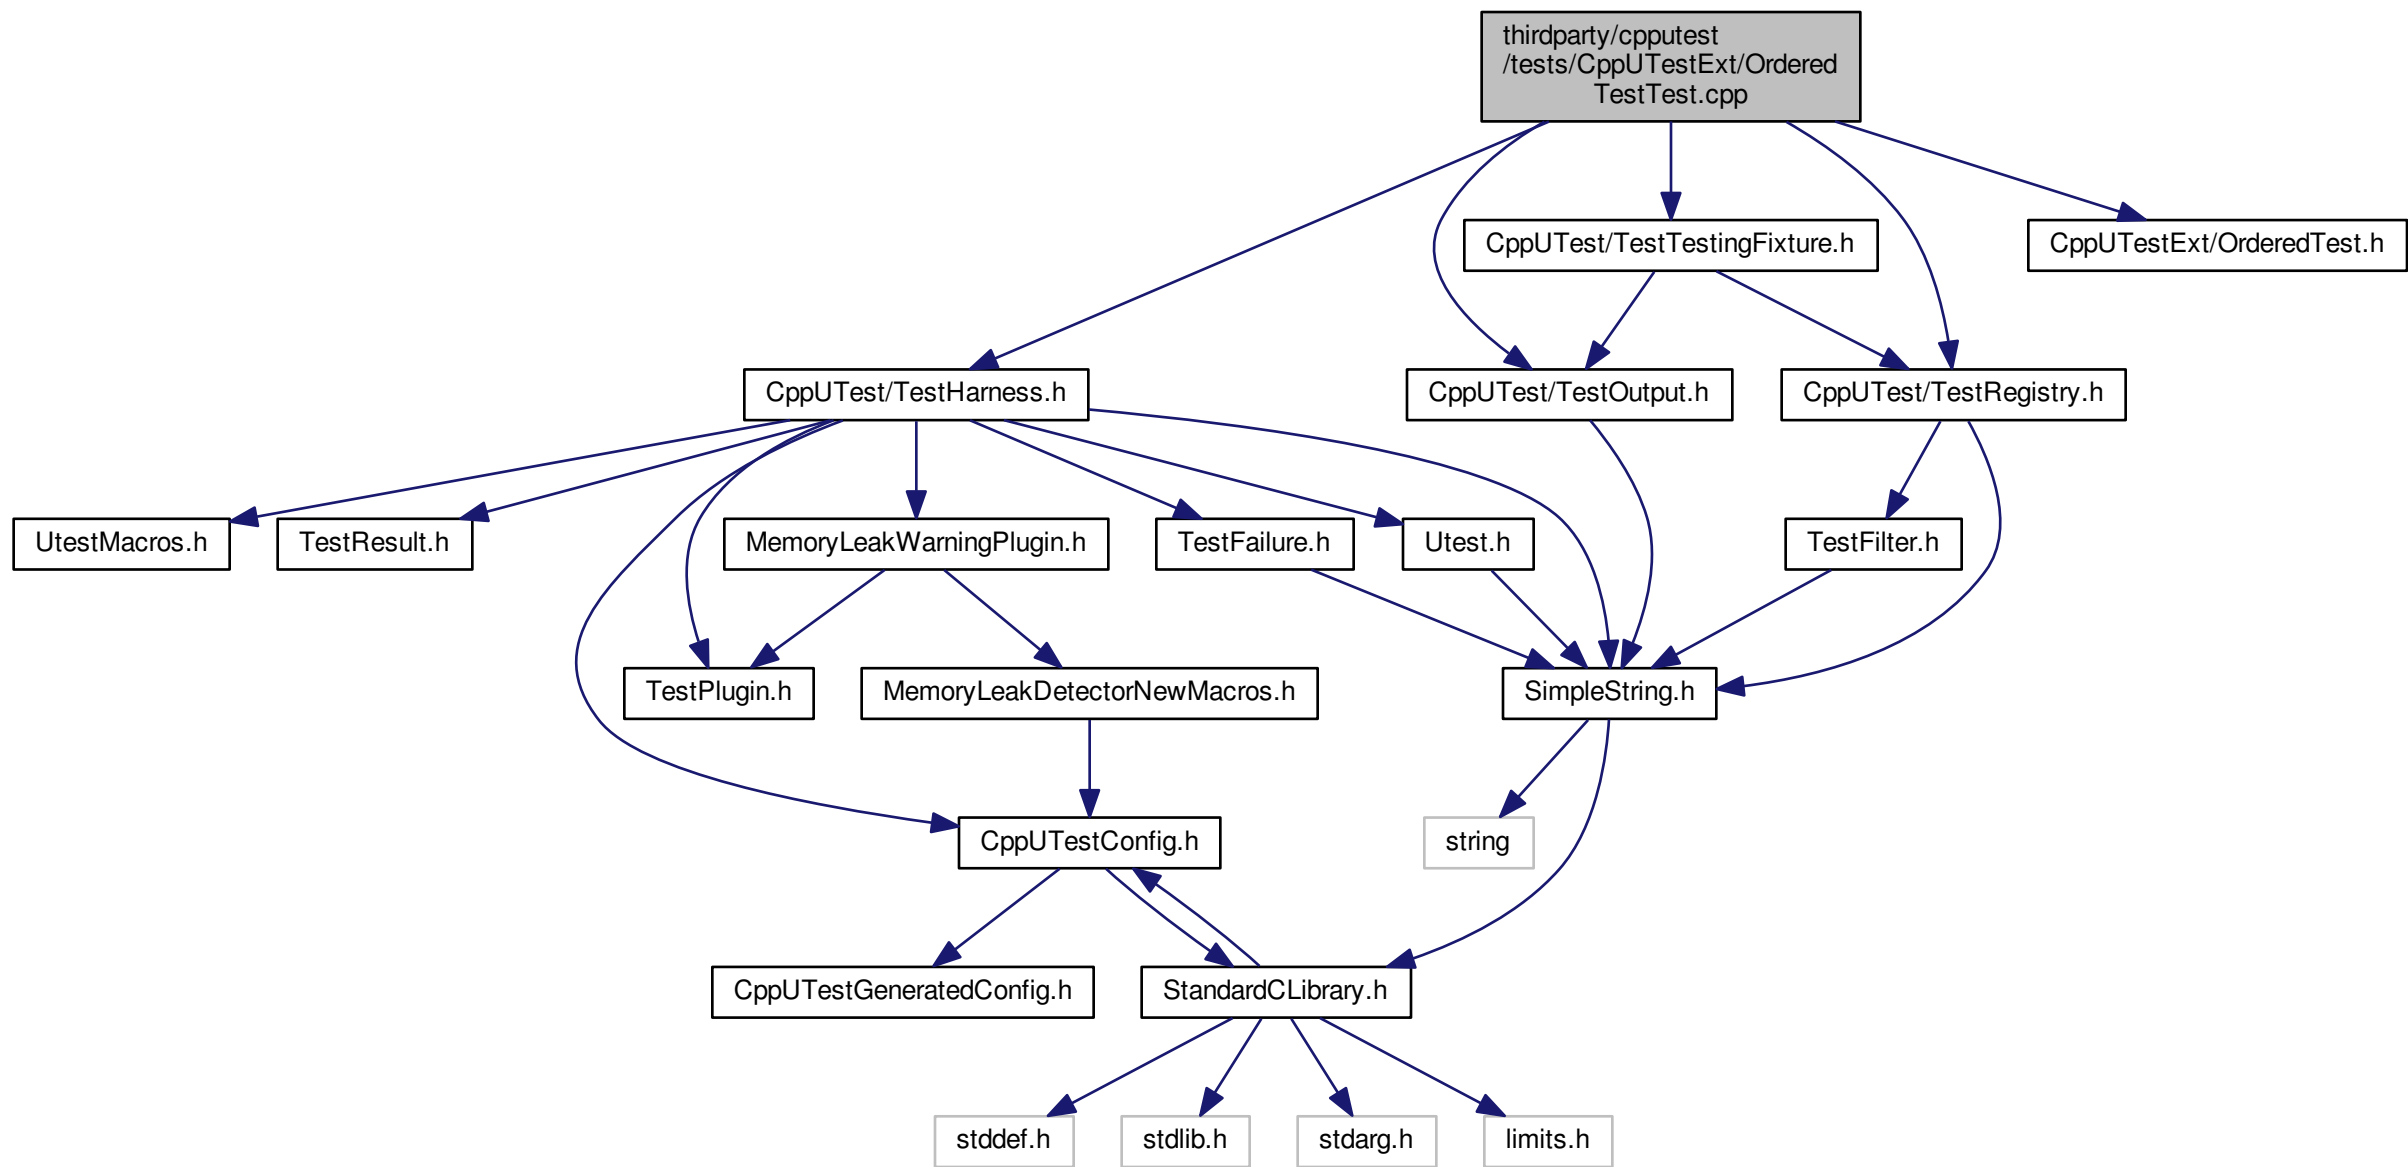 thirdparty/cpputest
/tests/CppUTestExt/Ordered
TestTest.cpp
CppUTest/TestTestingFixture.h
CppUTestExt/OrderedTest.h
CppUTest/TestHarness.h
CppUTest/TestOutput.h
CppUTest/TestRegistry.h
UtestMacros.h
TestResult.h
MemoryLeakWarningPlugin.h
TestFailure.h
Utest.h
TestFilter.h
TestPlugin.h
MemoryLeakDetectorNewMacros.h
SimpleString.h
CppUTestConfig.h
string
CppUTestGeneratedConfig.h
StandardCLibrary.h
stddef.h
stdlib.h
stdarg.h
limits.h